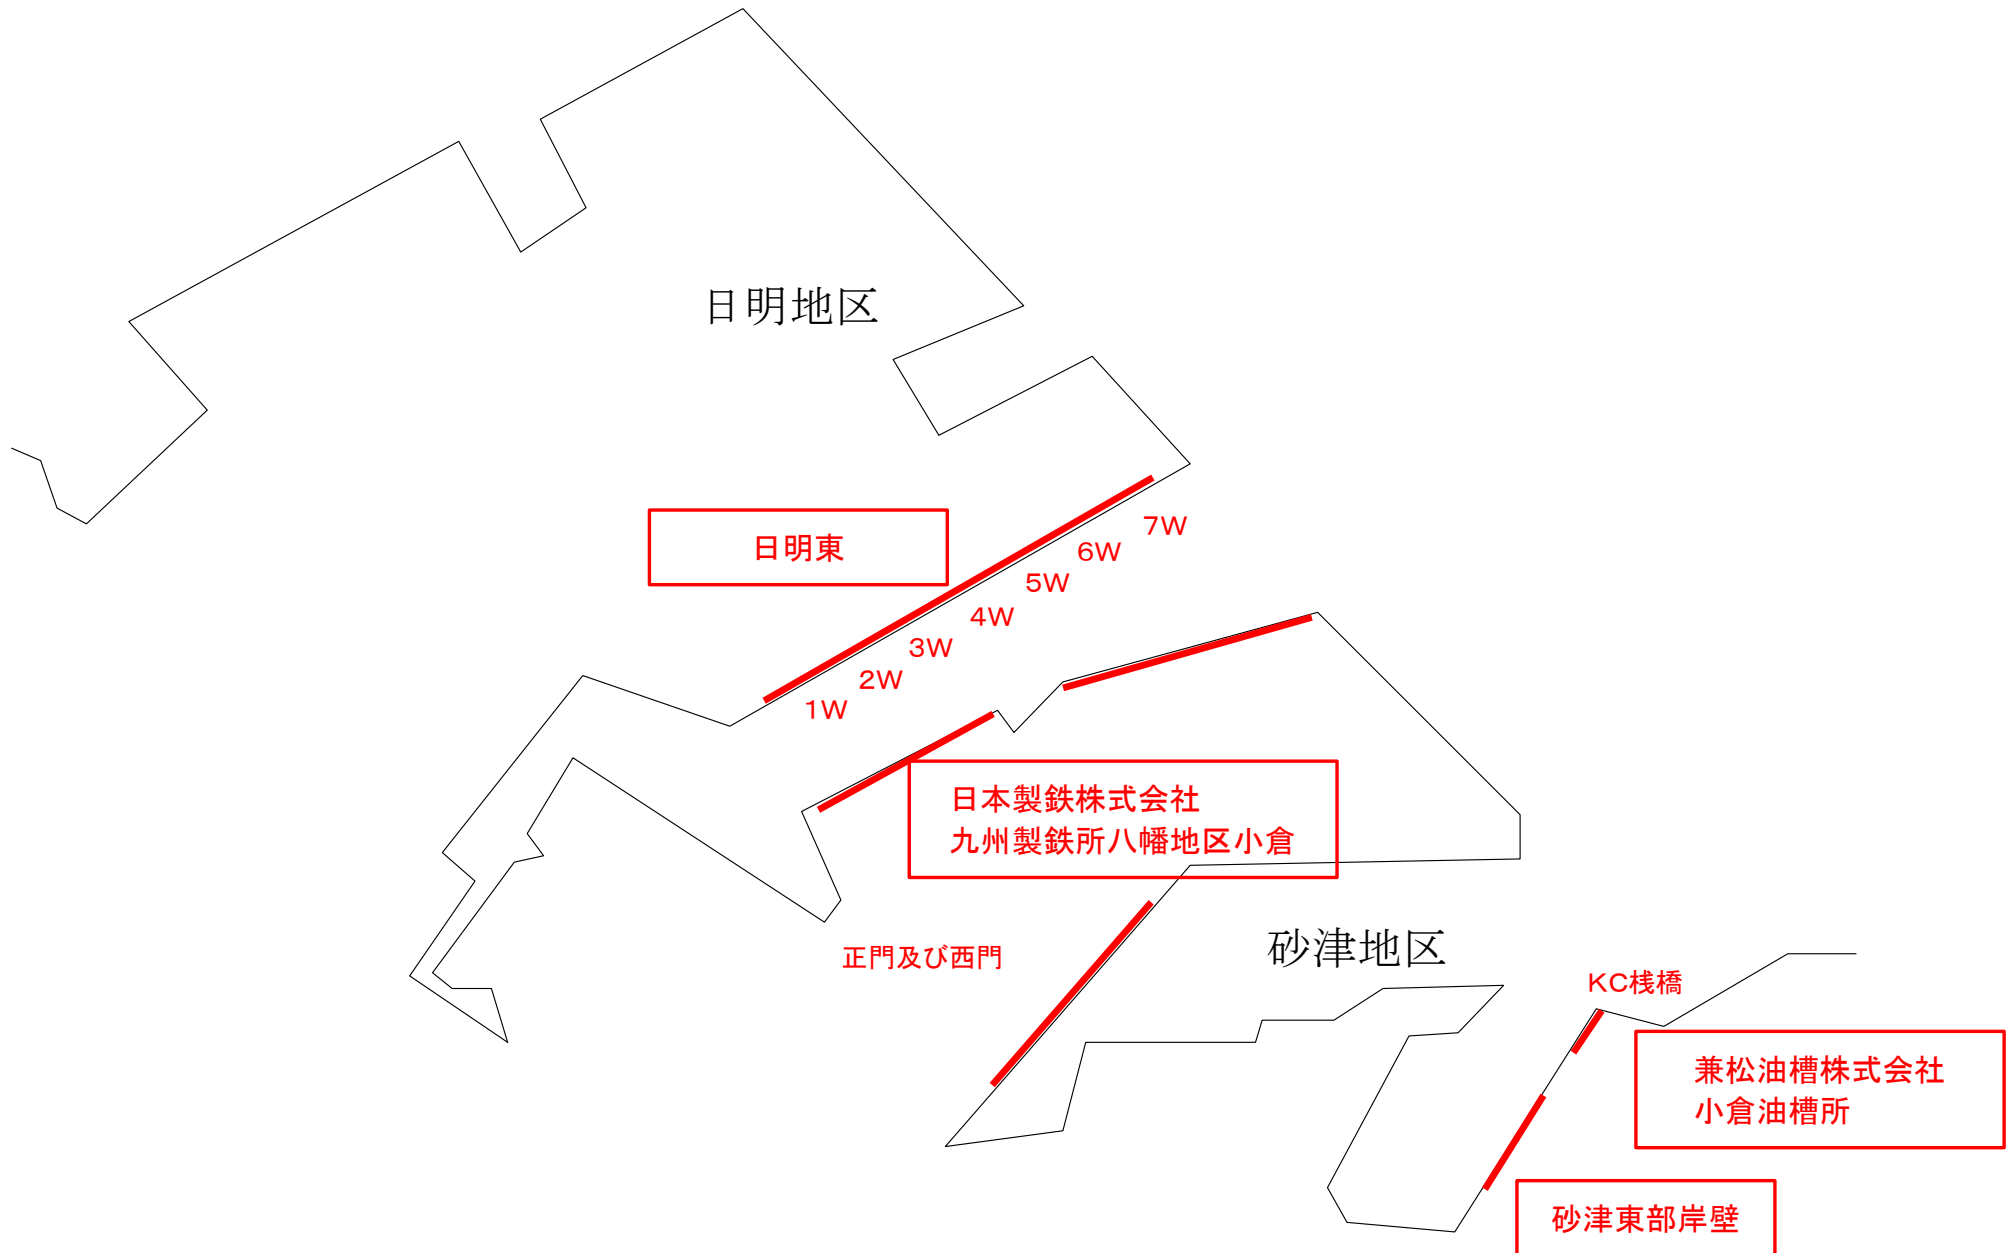 日明地区
日明東
7W
6W
5W
4W
3W
2W
1W
日本製鉄株式会社
九州製鉄所八幡地区小倉
正門及び西門
砂津地区
KC桟橋
兼松油槽株式会社
小倉油槽所
砂津東部岸壁